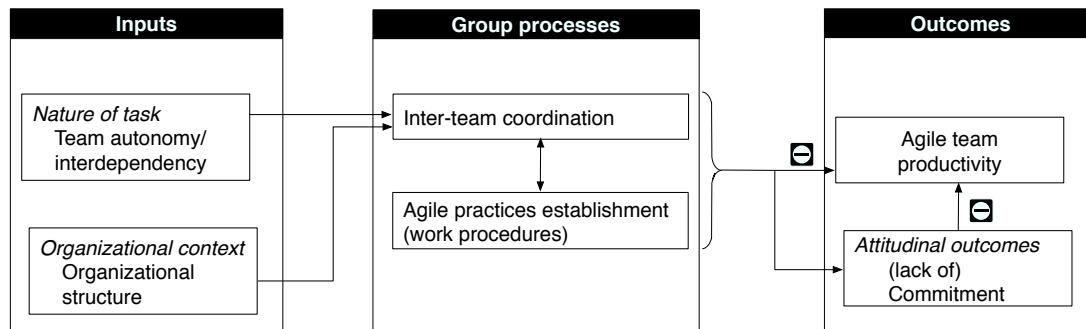 Inputs
Nature of task
Team autonomy/
interdependency
Organizational context
Organizational
structure
Group processes
Inter-team coordination
Agile practices establishment
(work procedures)
Outcomes
Agile team
productivity
Attitudinal outcomes
(lack of)
Commitment